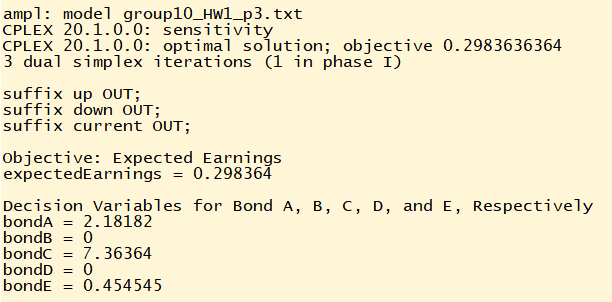 ampl: model group10_HW1_p3.txt
CPLEX 20.1.0.0: sensitivity
CPLEX 20.1.0.0: optimal solution; objective 0.2983636364
3 dual simplex iterations (1 in phase I)
suffix up OUT;
suffix down OUT;
suffix current OUT;
Objective: Expected Earnings
expectedEarnings = 0.298364
Decision Variables for Bond A, B, C, D, and E, Respectively
bondA = 2.18182
bondB = 0
bondC = 7.36364
bondD = 0
bondE = 0.454545